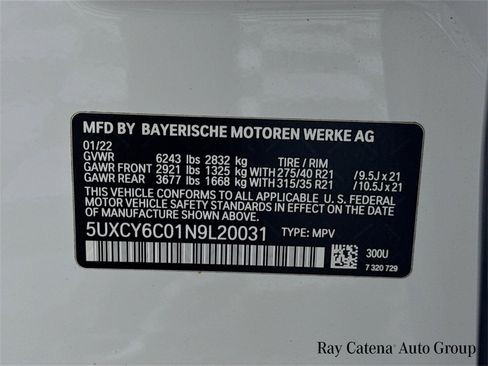 MFD BY BAYERISCHE MOTOREN WERKE AG
01/22
GVWR 6243 lbs 2832 kg TIRE / RIM
GAWR FRONT 2921 lbs 1325 kg WITH 275/40 R21 /9.5J x 21
GAWR REAR 3677 lbs 1668 kg WITH 315/35 R21 /10.5J x 21
THIS VEHICLE CONFORMS TO ALL APPLICABLE U. S. FEDERAL
MOTOR VEHICLE SAFETY STANDARDS IN EFFECT ON THE
DATE OF MANUFACTURE SHOWN ABOVE.
5UXCY6C01N9L20031 TYPE: MPV
300U
7 320 729
Ray Catena Auto Group